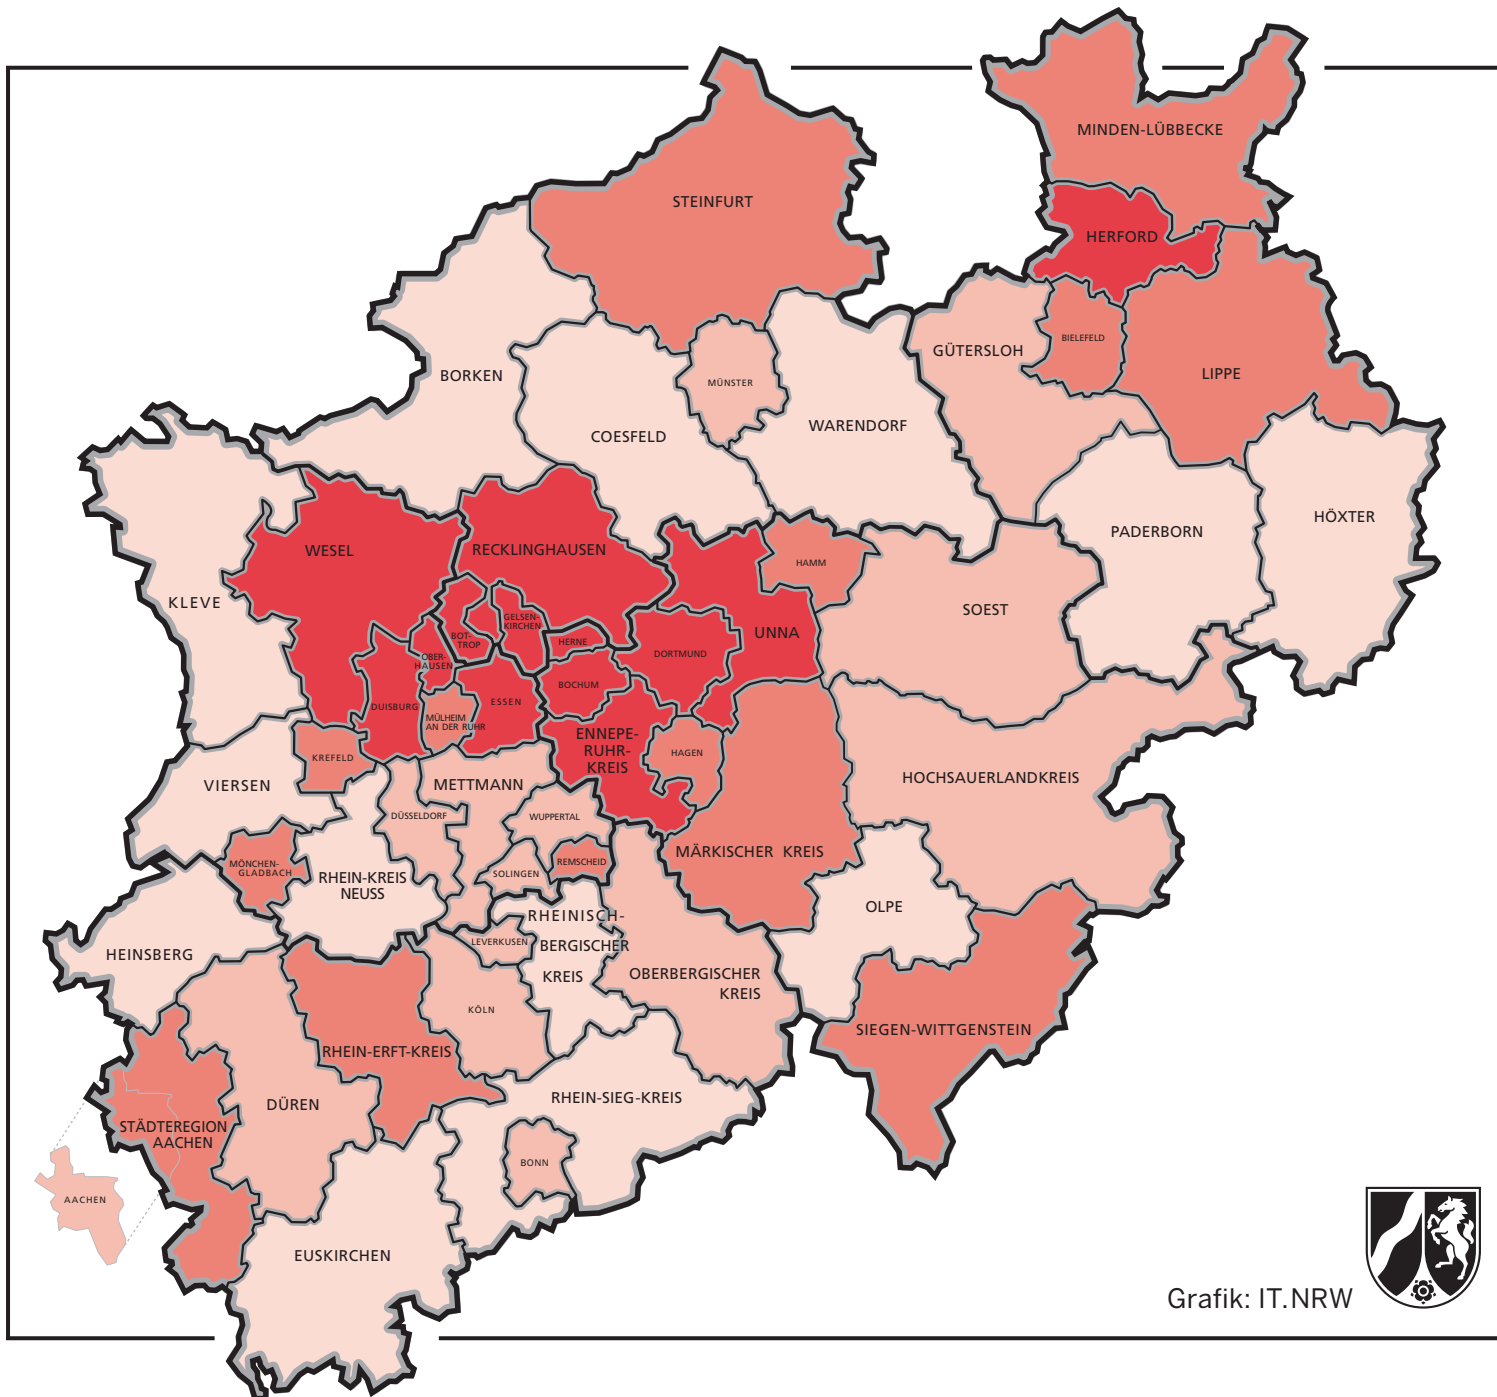 MINDEN-LÜBBECKE
STEINFURT
HERFORD
BIELEFELD
GÜTERSLOH
LIPPE
BORKEN
MÜNSTER
WARENDORF
COESFELD
HÖXTER
PADERBORN
WESEL
RECKLINGHAUSEN
HAMM
KLEVE
SOEST
GELSEN-
KIRCHEN
BOT-
TROP
HERNE
UNNA
DORTMUND
OBER-
HAUSEN
BOCHUM
ESSEN
DUISBURG
MÜLHEIM
AN DER RUHR
ENNEPE-
RUHR-
KREIS
HAGEN
KREFELD
HOCHSAUERLANDKREIS
VIERSEN
METTMANN
DÜSSELDORF
WUPPERTAL
MÄRKISCHER KREIS
MÖNCHEN-
GLADBACH
REMSCHEID
SOLINGEN
RHEIN-KREIS
NEUSS
OLPE
RHEINISCH-
BERGISCHER
KREIS
LEVERKUSEN
HEINSBERG
OBERBERGISCHER
KREIS
KÖLN
SIEGEN-WITTGENSTEIN
RHEIN-ERFT-KREIS
RHEIN-SIEG-KREIS
DÜREN
STÄDTEREGION
AACHEN
BONN
AACHEN
EUSKIRCHEN
Grafik: IT.NRW